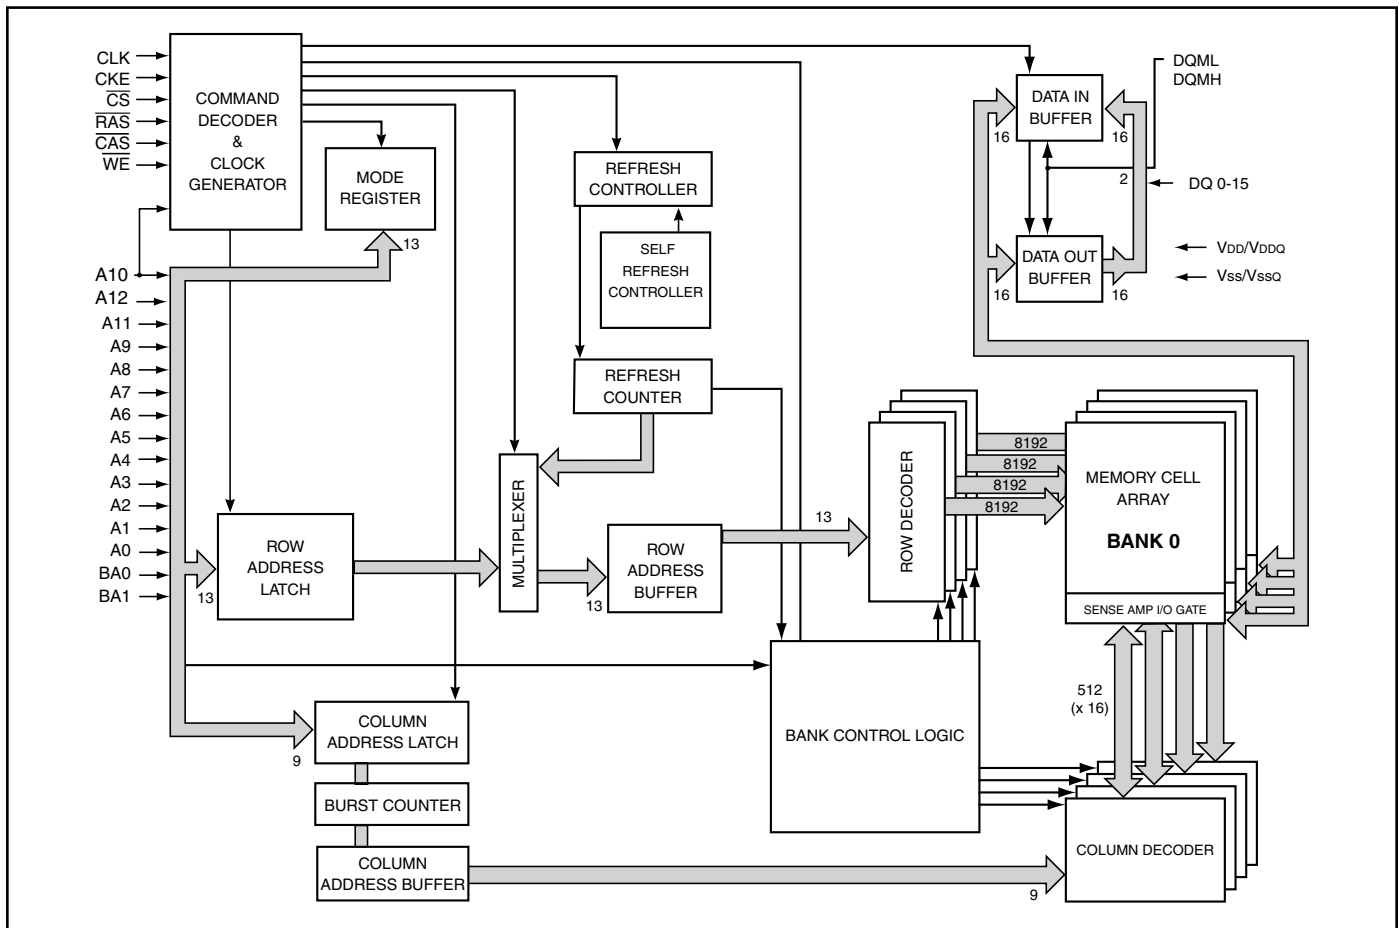 CLK
CKE
CS
RAS
CAS
WE
COMMAND
DECODER
&
CLOCK
GENERATOR
MODE
REGISTER
13
REFRESH
CONTROLLER
SELF
REFRESH
CONTROLLER
REFRESH
COUNTER
DATA IN
BUFFER
16
16
DQML
DQMH
2
DQ 0-15
DATA OUT
BUFFER
16
16
VDD/VDDQ
Vss/VssQ
A10
A12
A11
A9
A8
A7
A6
A5
A4
A3
A2
A1
A0
BA0
BA1
13
ROW
ADDRESS
LATCH
MULTIPLEXER
13
ROW
ADDRESS
BUFFER
13
ROW DECODER
8192
8192
8192
8192
MEMORY CELL
ARRAY
BANK 0
SENSE AMP I/O GATE
512
(x 16)
BANK CONTROL LOGIC
9
COLUMN
ADDRESS LATCH
BURST COUNTER
COLUMN
ADDRESS BUFFER
9
COLUMN DECODER